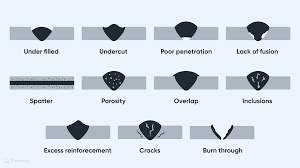 Under filled
Undercut
Poor penetration
Lack of fusion
Spatter
Porosity
Overlap
Inclusions
Excess reinforecement
Cracks
Burn through